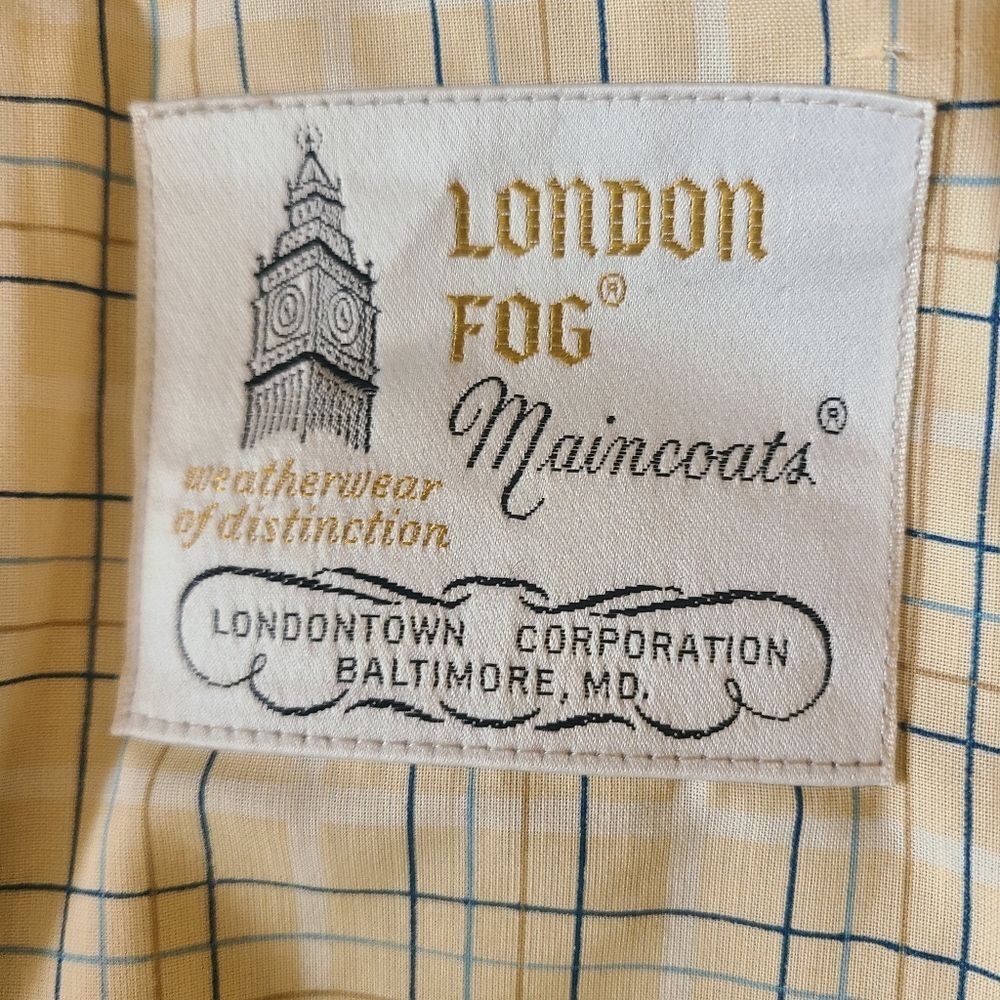 LONDON
FOG®
Maincoats®
weatherwear
of distinction
LONDONTOWN CORPORATION
BALTIMORE, MD.